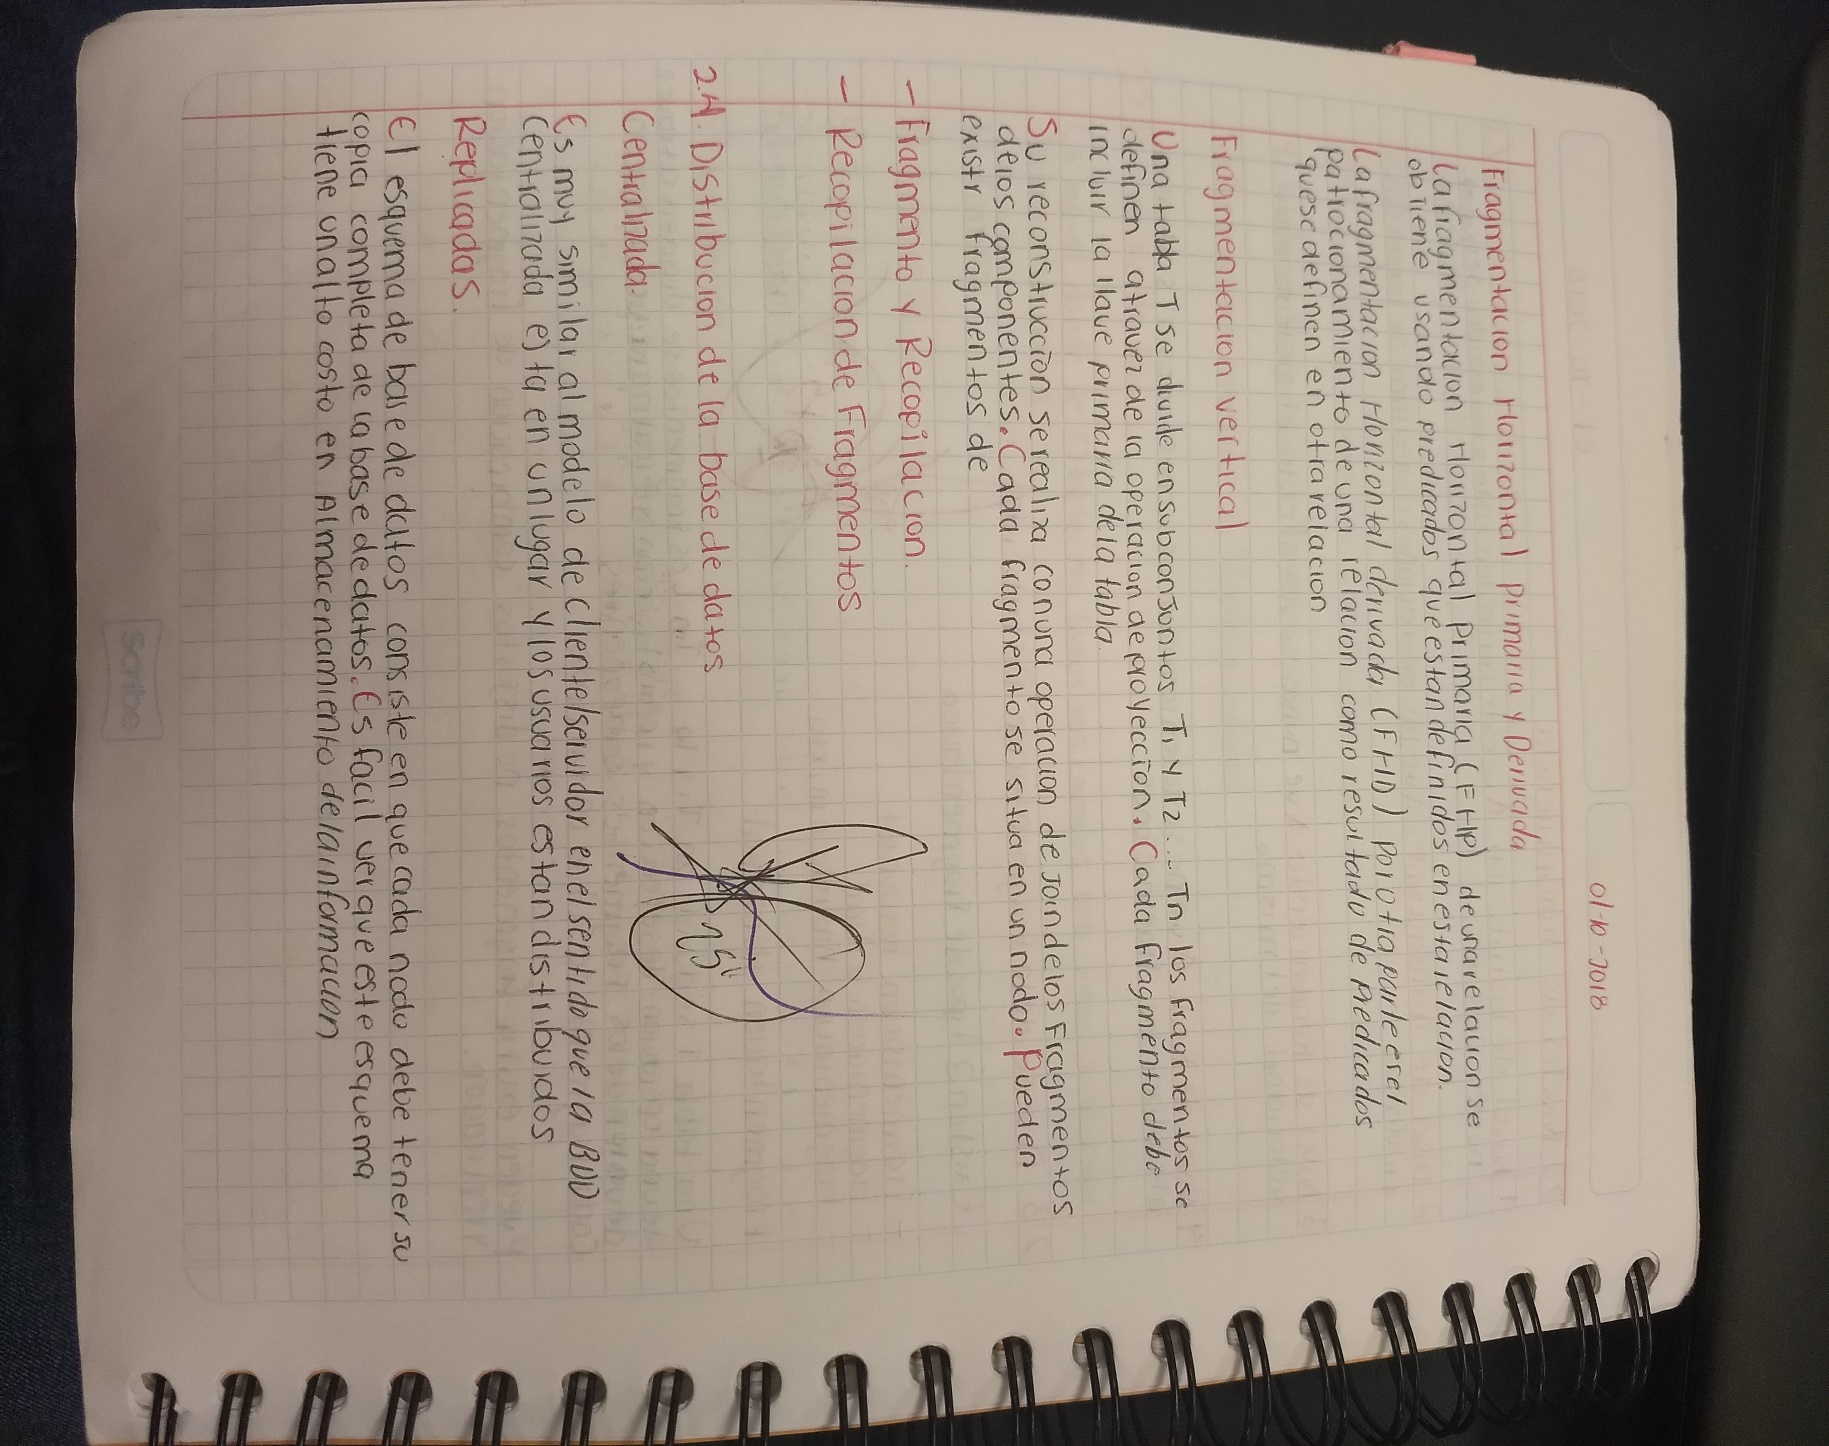 01-10-2018
Fragmentacion Horizontal Primaria y Derivada
La fragmentacion Horizontal Primaria (FHP) de una relacion se
obtiene usando predicados que estan definidos en esta relacion.
La fragmentacion Horizontal derivada (FHD) por otra parle es el
patrocionamiento de una relacion como resultado de predicados
que se definen en otra relacion
Fragmentacion vertical
Una tabla T se divide en subconjuntos T1 y T2... Tn los fragmentos se
definen atravez de la operacion de proyeccion. Cada fragmento debe
incluir la llave primaria de la tabla.
Su reconstruccion se realiza con una operacion de Join de los Fragmentos
de los componentes. Cada fragmento se situa en un nodo. Pueden
existr fragmentos de
- Fragmento y Recopilacion.
- Recopilacion de Fragmentos
2.4. Distribucion de la base de datos
Centralizada.
Es muy similar al modelo de Cliente/servidor en el sentido que la BDD
Centralizada esta en un lugar y los usuarios estan distribuidos
Replicadas.
El esquema de base de datos consiste en que cada nodo debe tener su
copia completa de la base de datos. Es facil ver que este esquema
tiene un alto costo en Almacenamiento de la informacion
Scribe